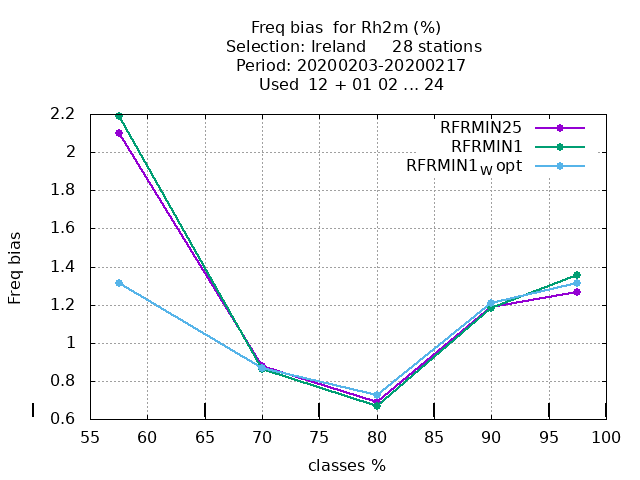 Freq bias  for Rh2m (%)
Selection: Ireland     28 stations
Period: 20200203-20200217
Used  12 + 01 02 ... 24
RFRMIN25
RFRMIN1
RFRMIN1W opt
Freq bias
2.2
2
1.8
1.6
1.4
1.2
1
0.8
0.6
55 60 65 70 75 80 85 90 95 100
classes %